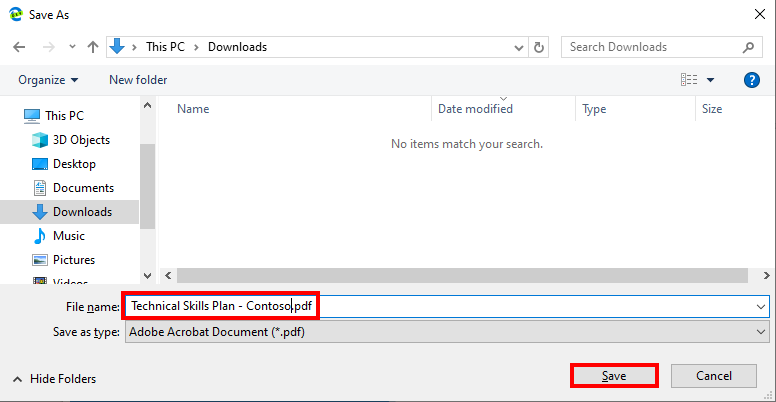 Save As
This PC > Downloads
Search Downloads
Organize
New folder
?
This PC
3D Objects
Desktop
Documents
Downloads
Music
Pictures
Videos
Name
Date modified
Type
Size
No items match your search.
File name: Technical Skills Plan - Contoso.pdf
Save as type: Adobe Acrobat Document (*.pdf)
Hide Folders
Save
Cancel